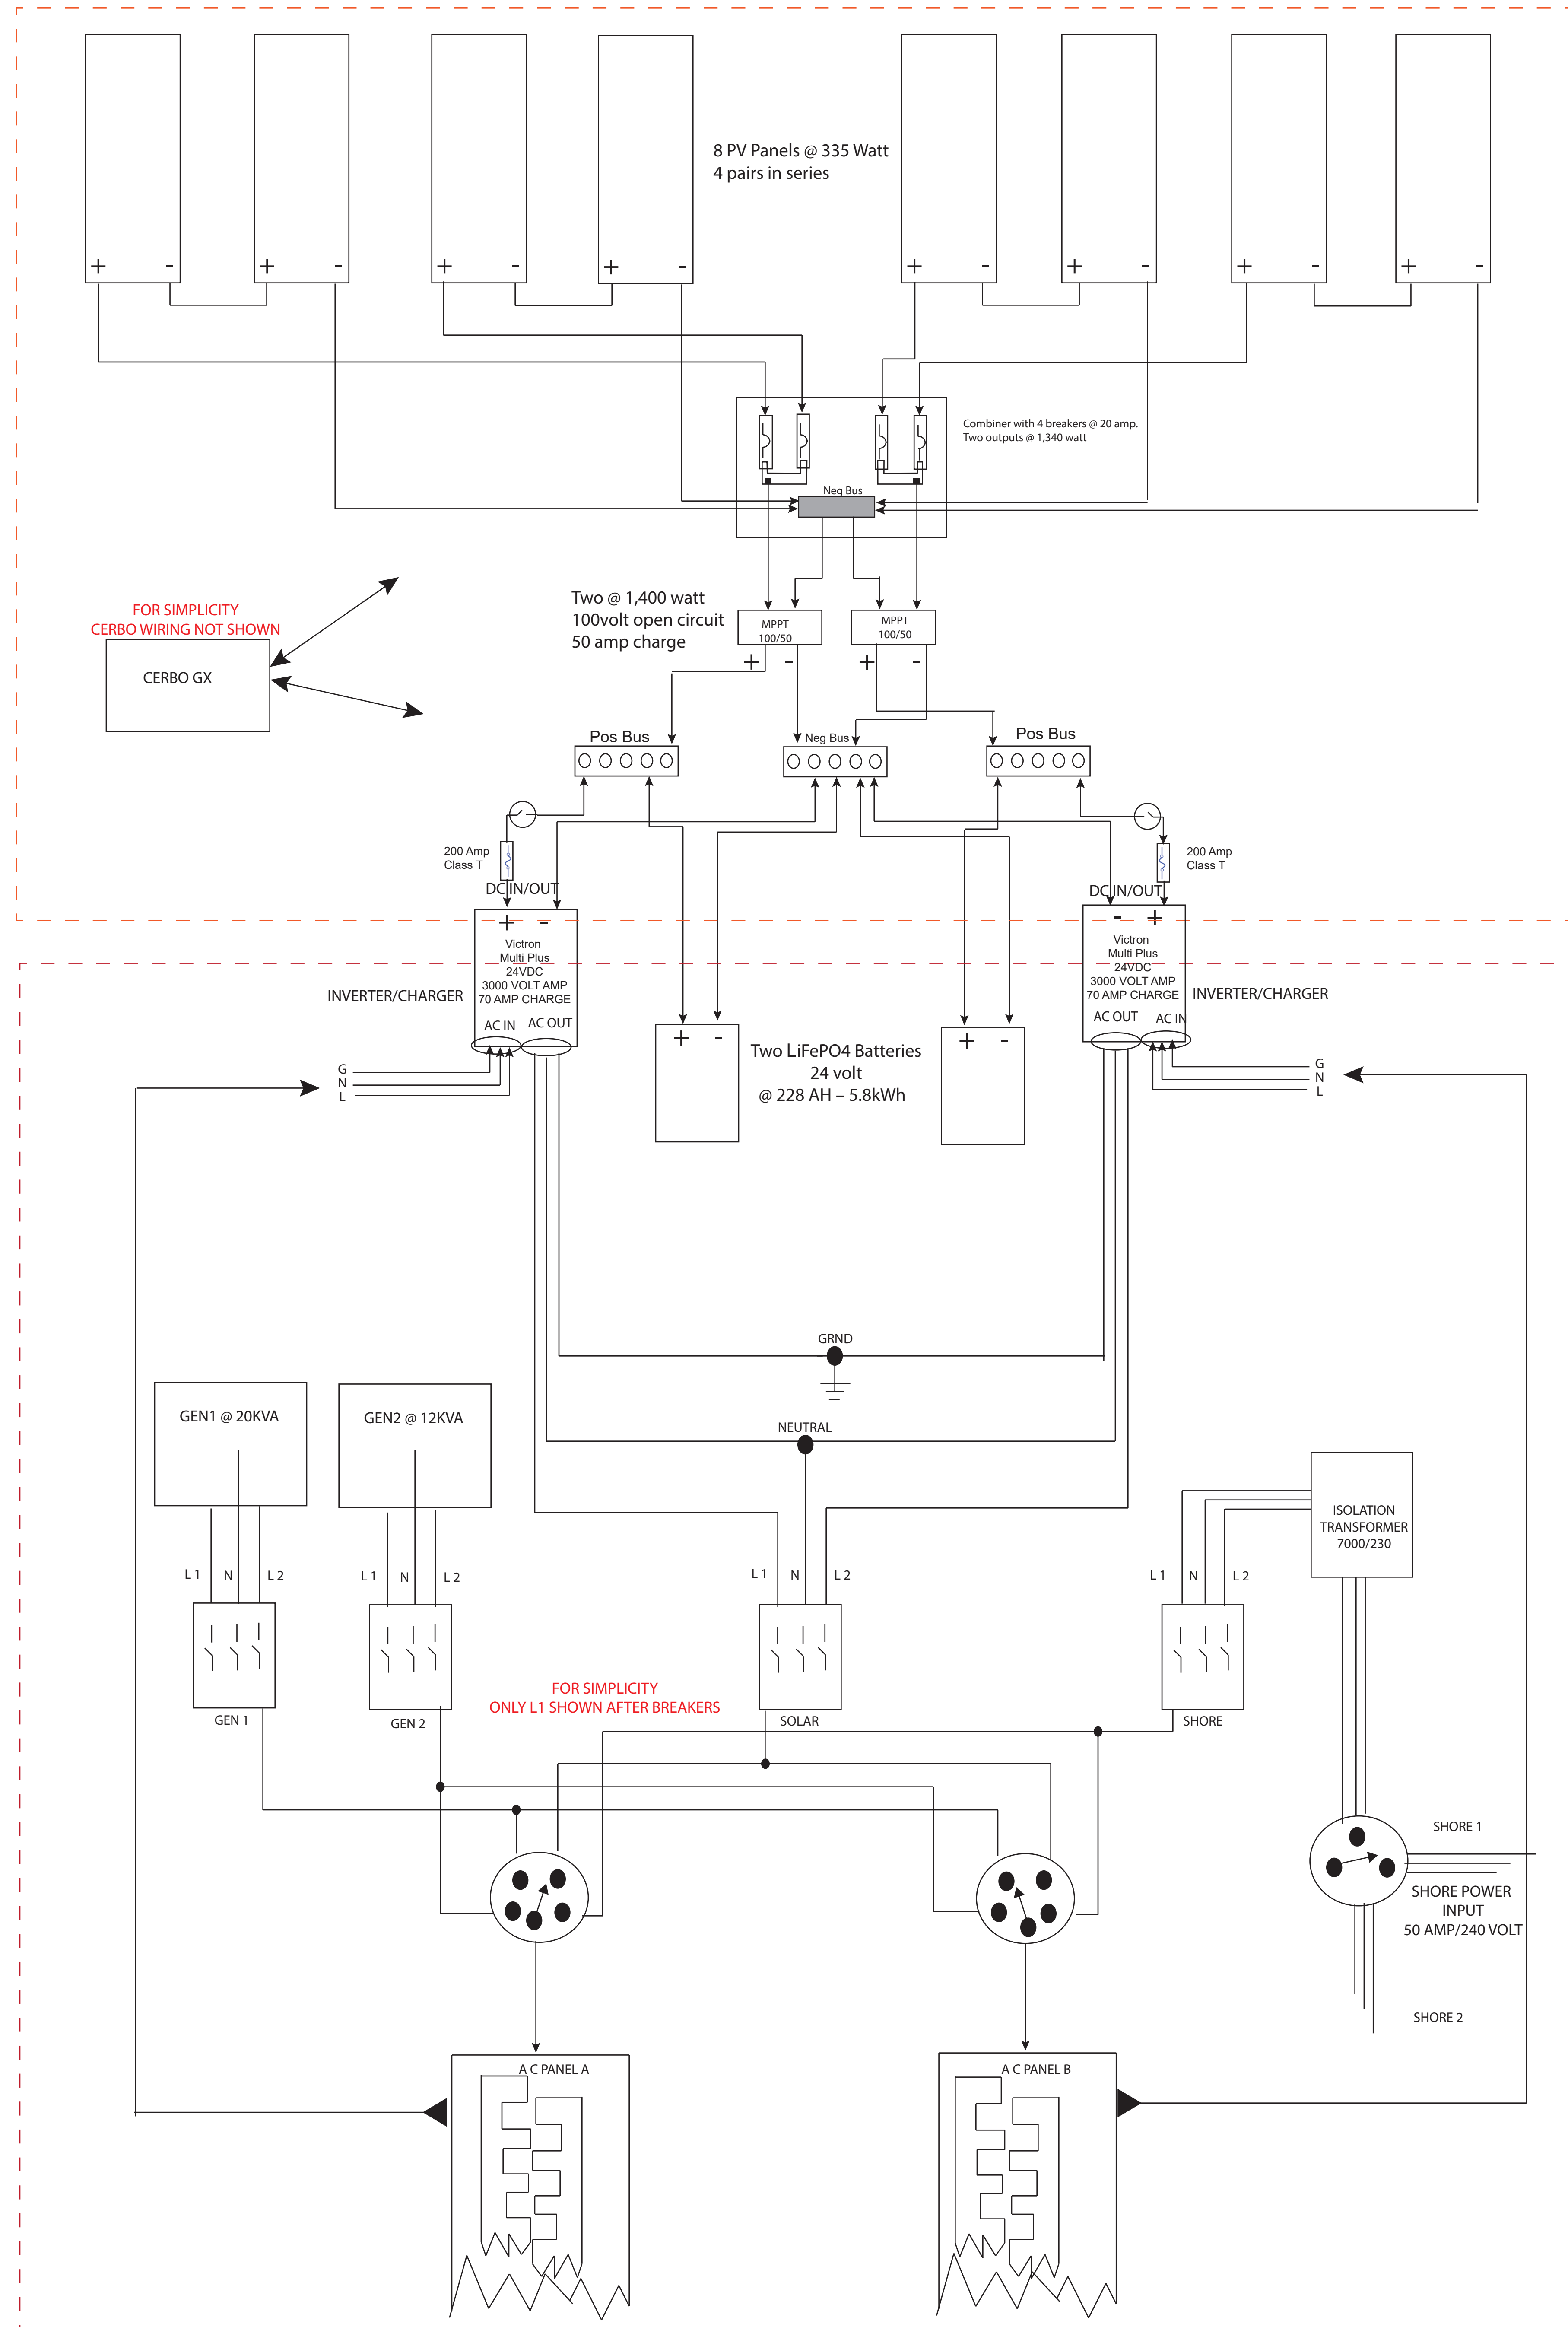 8 PV Panels @ 335 Watt
4 pairs in series
+ - + - + - + - + - + - + - + -
Combiner with 4 breakers @ 20 amp.
Two outputs @ 1,340 watt
Neg Bus
Two @ 1,400 watt
100volt open circuit
50 amp charge
MPPT
100/50
+ -
MPPT
100/50
+ -
FOR SIMPLICITY
CERBO WIRING NOT SHOWN
CERBO GX
Pos Bus
Neg Bus
Pos Bus
200 Amp
Class T
DC IN/OUT
200 Amp
Class T
DC IN/OUT
+ -
Victron
Multi Plus
24VDC
3000 VOLT AMP
70 AMP CHARGE
AC IN
AC OUT
INVERTER/CHARGER
- +
Victron
Multi Plus
24VDC
3000 VOLT AMP
70 AMP CHARGE
AC OUT
AC IN
INVERTER/CHARGER
+ -
+ -
Two LiFePO4 Batteries
24 volt
@ 228 AH – 5.8kWh
G
N
L
G
N
L
GRND
NEUTRAL
GEN1 @ 20KVA
GEN2 @ 12KVA
ISOLATION
TRANSFORMER
7000/230
L 1 N L 2
L 1 N L 2
L 1 N L 2
L 1 N L 2
FOR SIMPLICITY
ONLY L1 SHOWN AFTER BREAKERS
GEN 1
GEN 2
SOLAR
SHORE
SHORE 1
SHORE POWER
INPUT
50 AMP/240 VOLT
SHORE 2
A C PANEL A
A C PANEL B